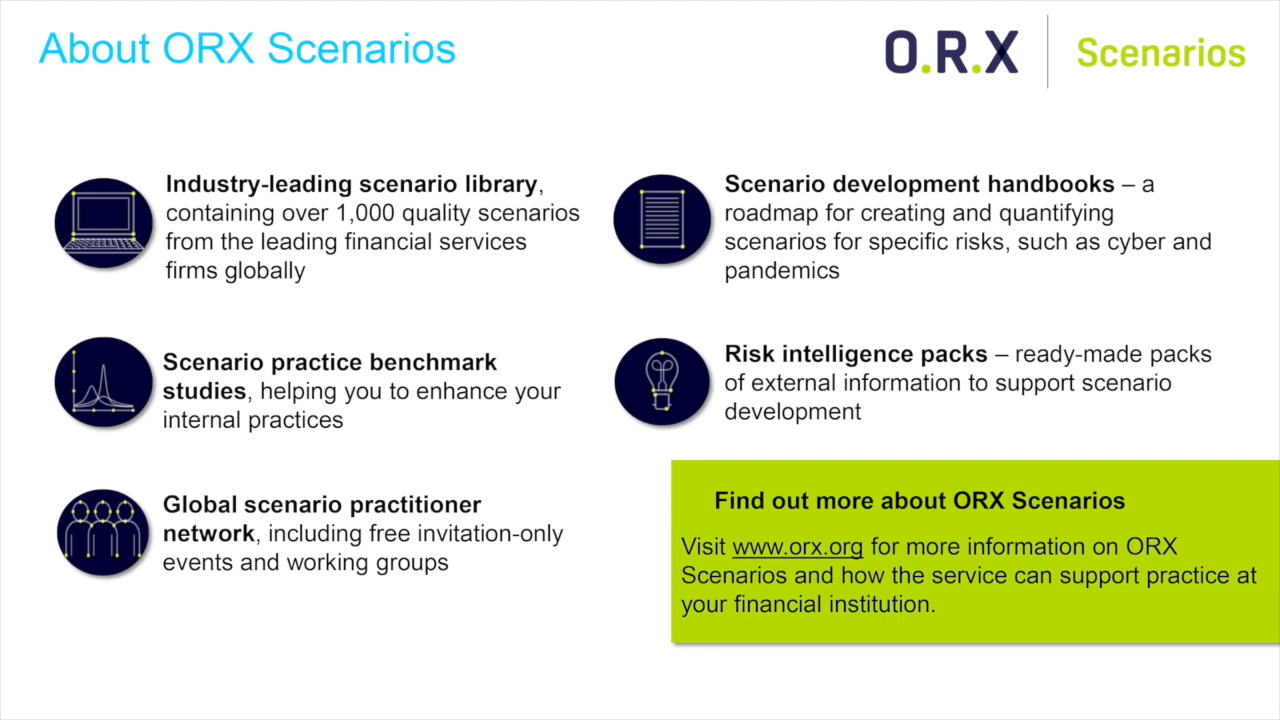 About ORX Scenarios
O.R.X
Scenarios
Industry-leading scenario library,
containing over 1,000 quality scenarios
from the leading financial services
firms globally
Scenario practice benchmark
studies, helping you to enhance your
internal practices
Global scenario practitioner
network, including free invitation-only
events and working groups
Scenario development handbooks – a
roadmap for creating and quantifying
scenarios for specific risks, such as cyber and
pandemics
Risk intelligence packs – ready-made packs
of external information to support scenario
development
Find out more about ORX Scenarios
Visit www.orx.org for more information on ORX
Scenarios and how the service can support practice at
your financial institution.